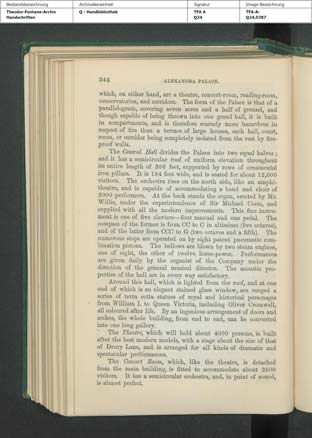 Bestandsbezeichnung Archivalieneinheit Signatur Image-Bezeichnung
Theodor-Fontane-Archiv Q - Handbibliothek TFA A TFA-A-
Handschriften Q24 Q24,0387
344 ALEXANDRA PALACE.
which, on either hand, are a theatre, concert-room, reading-room,
conservatories, and corridors. The form of the Palace is that of a
parallelogram, covering seven acres and a half of ground, and
though capable of being thrown into one grand hall, it is built
in compartments, and is therefore scarcely more hazardous in
respect of fire than a terrace of large houses, each hall, court,
room, or corridor being completely isolated from the rest by fire-
proof walls.
The Central Hall divides the Palace into two equal halves;
and it has a semicircular roof of uniform elevation throughout
its entire length of 386 feet, supported by rows of ornamental
iron pillars. It is 184 feet wide, and is seated for about 12,000
visitors. The orchestra rises on the north side, like an amphi-
theatre, and is capable of accommodating a band and choir of
2000 performers. At the back stands the organ, erected by Mr.
Willis, under the superintendence of Sir Michael Costa, and
supplied with all the modern improvements. This fine instru-
ment is one of five claviers—four manual and one pedal. The
compass of the former is from CC to C in altissimo (five octaves),
and of the latter from CCC to G (two octaves and a fifth). The
numerous stops are operated on by eight patent pneumatic com-
bination pistons. The bellows are blown by two steam engines,
one of eight, the other of twelve horse-power. Performances
are given daily by the organist of the Company under the
direction of the general musical director. The acoustic pro-
perties of the hall are in every way satisfactory.
Around this hall, which is lighted from the roof, and at one
end of which is an elegant stained glass window, are ranged a
series of terra cotta statues of royal and historical personages
from William I. to Queen Victoria, including Oliver Cromwell,
all coloured after life. By an ingenious arrangement of doors and
arches, the whole building, from end to end, can be converted
into one long gallery.
The Theatre, which will hold about 4000 persons, is built
after the best modern models, with a stage about the size of that
of Drury Lane, and is arranged for all kinds of dramatic and
spectacular performances.
The Concert Room, which, like the theatre, is detached
from the main building, is fitted to accommodate about 3500
visitors. It has a semicircular orchestra, and, in point of sound,
is almost perfect.